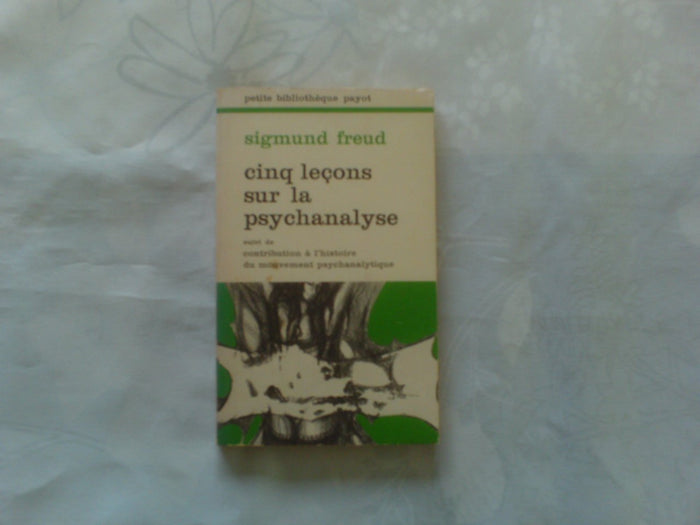 petite bibliothèque payot
sigmund freud
cinq leçons
sur la
psychanalyse
suivi de
contribution à l'histoire
du mouvement psychanalytique